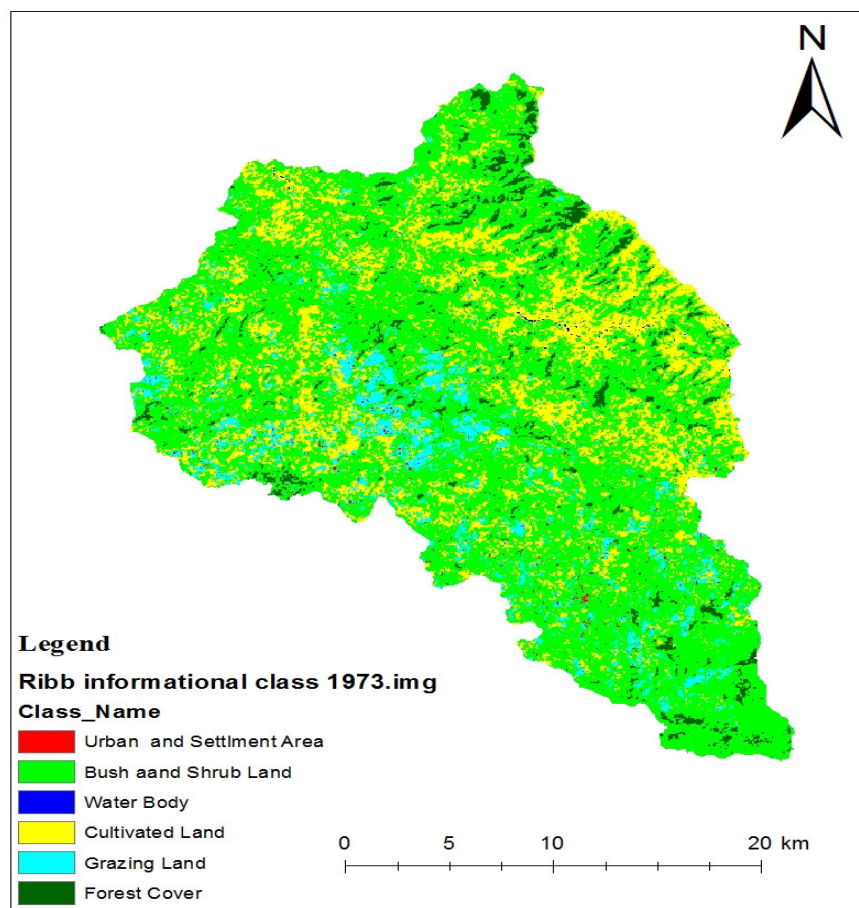 N
Legend
Ribb informational class 1973.img
Class_Name
Urban and Settlment Area
Bush aand Shrub Land
Water Body
Cultivated Land
Grazing Land
Forest Cover
0 5 10 20 km